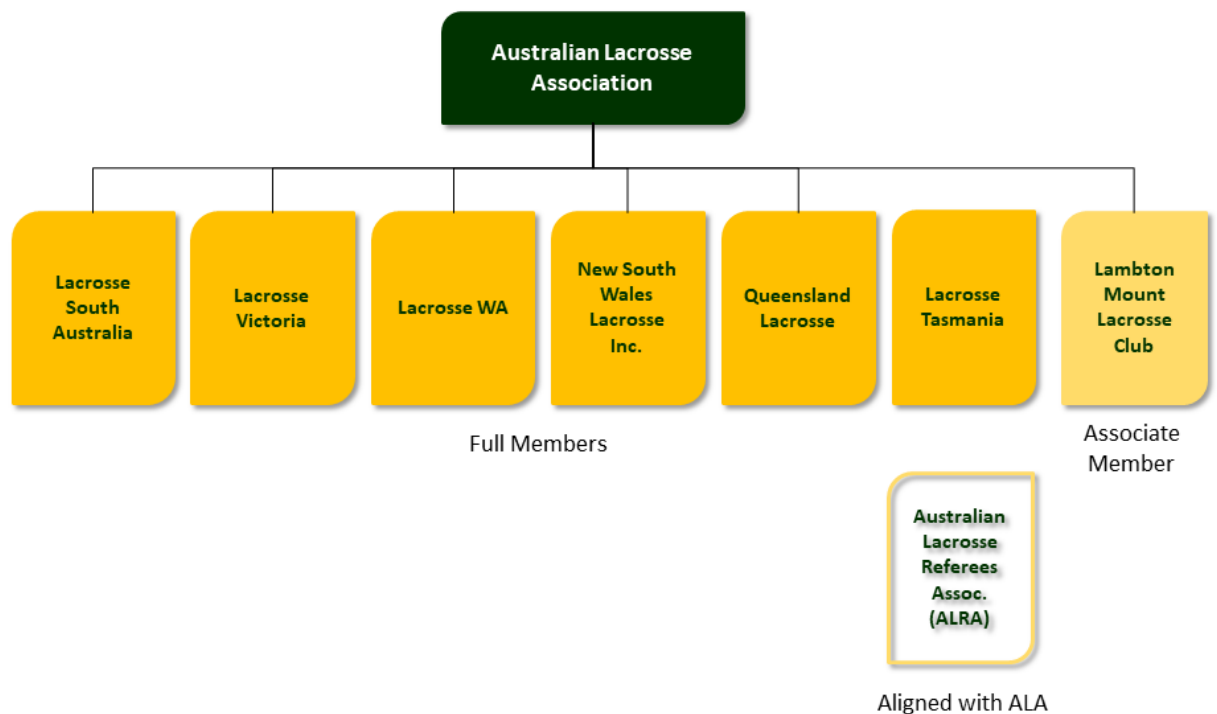 Australian Lacrosse
Association
Lacrosse
South
Australia
Lacrosse
Victoria
Lacrosse WA
New South
Wales
Lacrosse
Inc.
Queensland
Lacrosse
Lacrosse
Tasmania
Lambton
Mount
Lacrosse
Club
Full Members
Associate
Member
Australian
Lacrosse
Referees
Assoc.
(ALRA)
Aligned with ALA